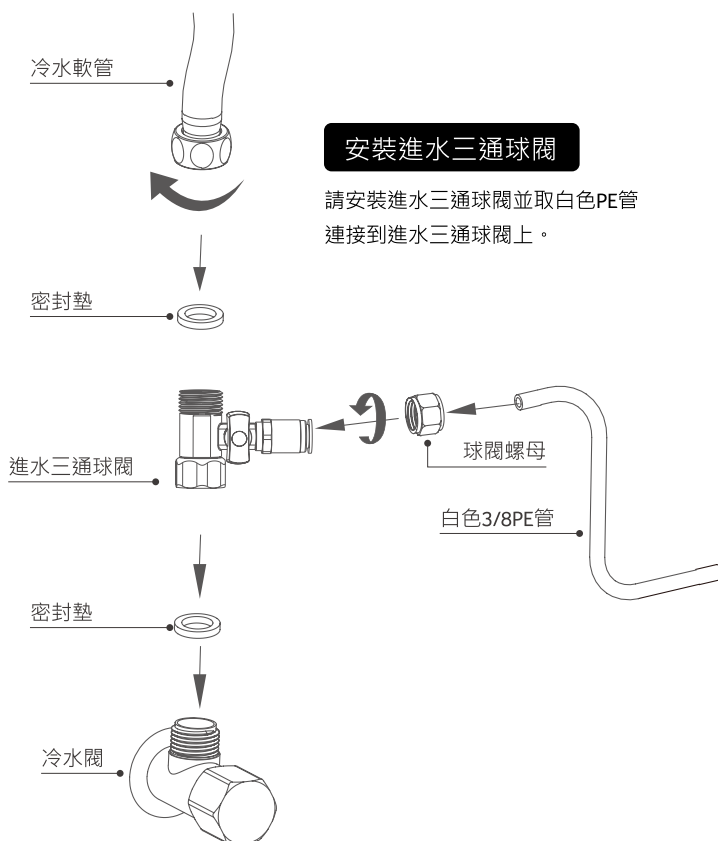 冷水軟管
安裝進水三通球閥
請安裝進水三通球閥並取白色PE管
連接到進水三通球閥上。
密封墊
進水三通球閥
球閥螺母
白色3/8PE管
密封墊
冷水閥